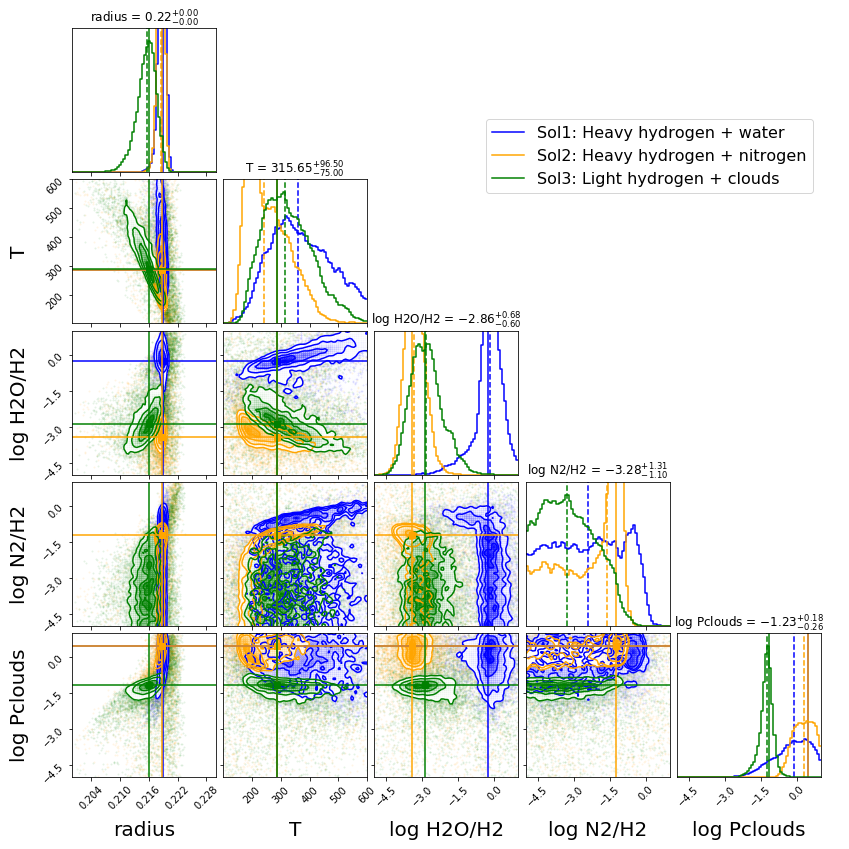 radius = 0.22+0.00−0.00
Sol1: Heavy hydrogen + water
Sol2: Heavy hydrogen + nitrogen
Sol3: Light hydrogen + clouds
T = 315.65+96.50−75.00
600
500
400
300
200
T
log H2O/H2 = −2.86+0.68−0.60
0.0
−1.5
−3.0
−4.5
log H2O/H2
log N2/H2 = −3.28+1.31−1.10
0.0
−1.5
−3.0
−4.5
log N2/H2
log Pclouds = −1.23+0.18−0.26
0.0
−1.5
−3.0
−4.5
log Pclouds
0.204 0.210 0.216 0.222 0.228
200 300 400 500 600
−4.5 −3.0 −1.5 0.0
−4.5 −3.0 −1.5 0.0
−4.5 −3.0 −1.5 0.0
radius T log H2O/H2 log N2/H2 log Pclouds